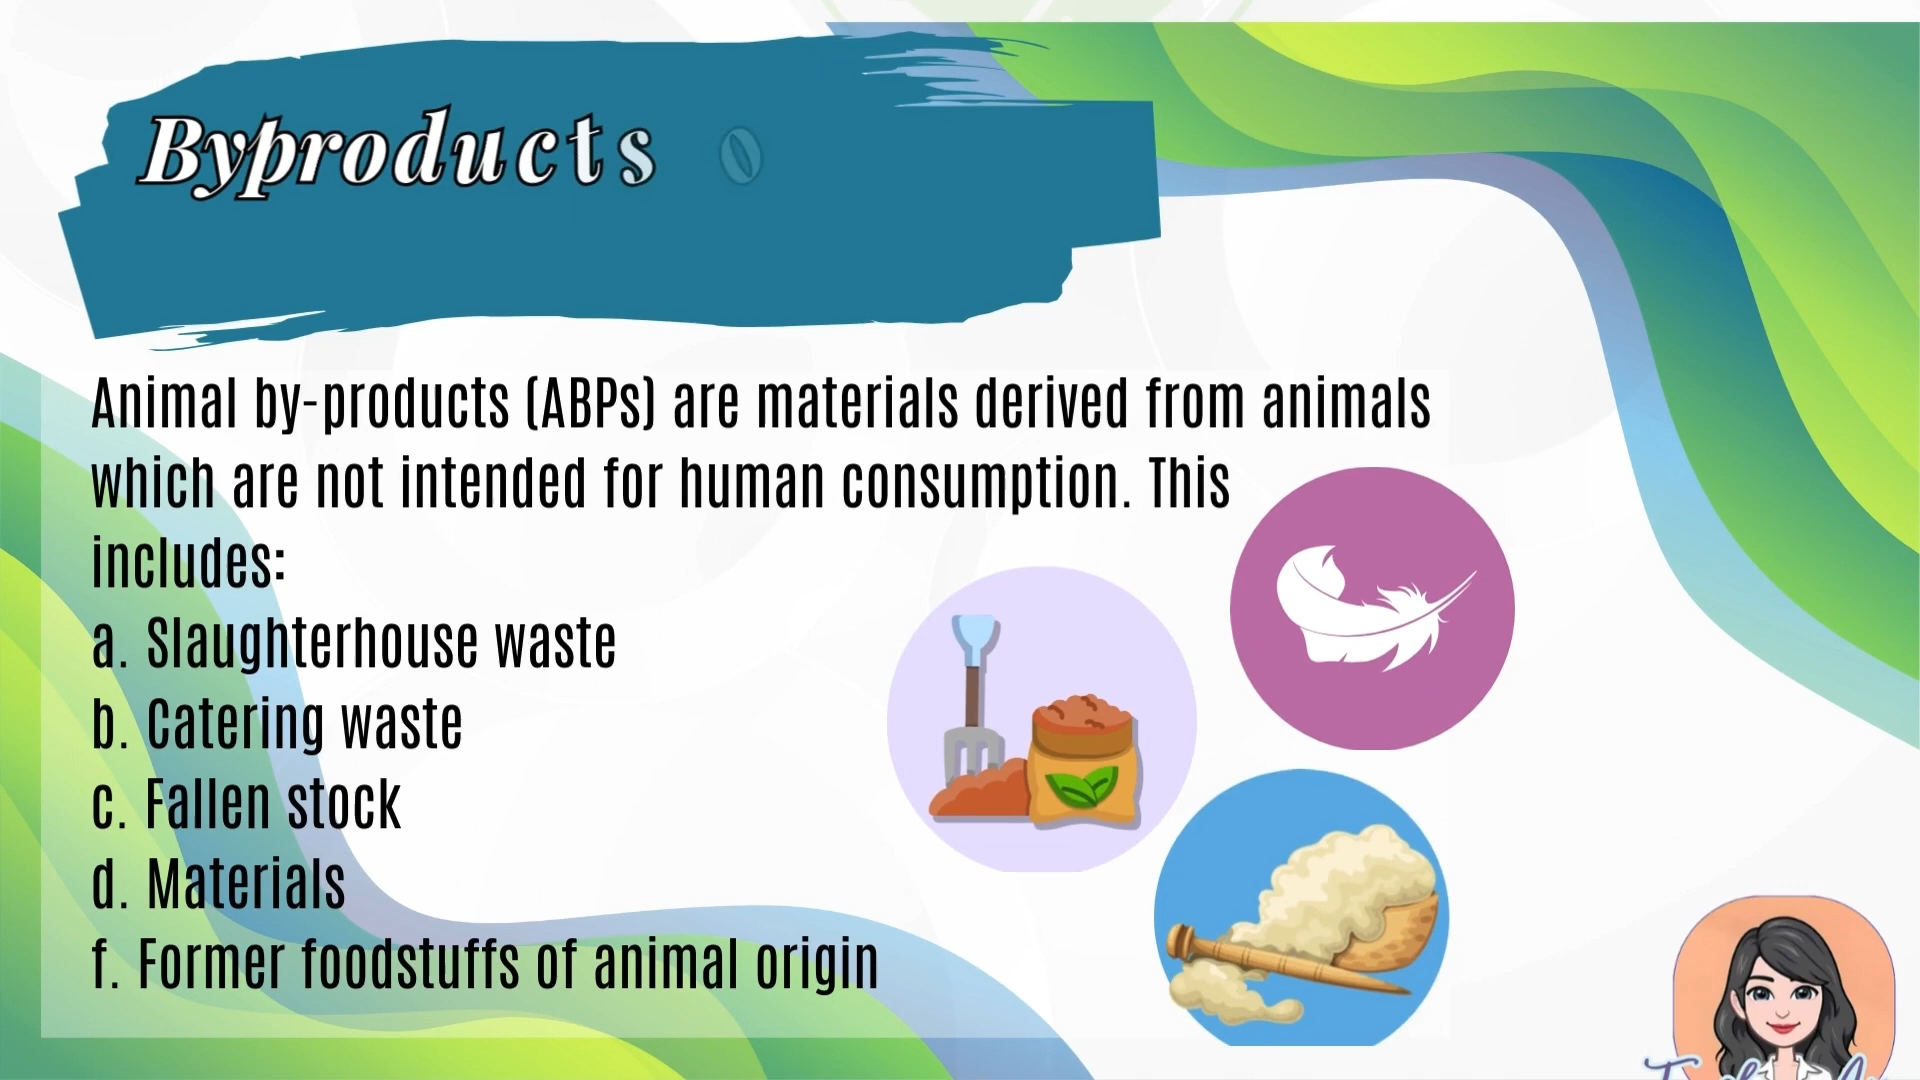 Byproducts
Animal by-products (ABPs) are materials derived from animals
which are not intended for human consumption. This
includes:
a. Slaughterhouse waste
b. Catering waste
c. Fallen stock
d. Materials
f. Former foodstuffs of animal origin